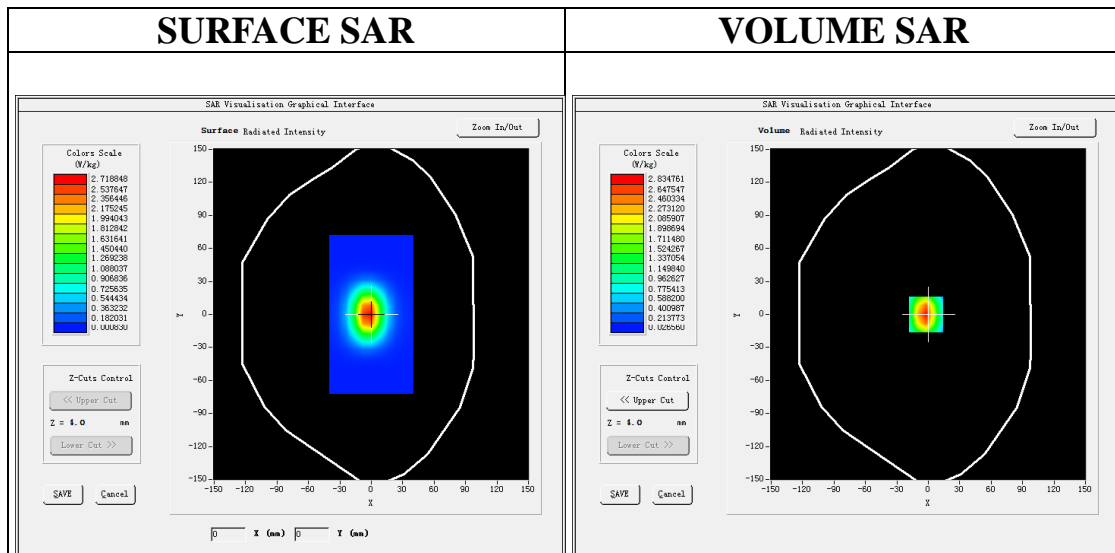 SURFACE SAR
VOLUME SAR
SAR Visualisation Graphical Interface
Surface Radiated Intensity
Zoom In/Out
Colors Scale
(W/kg)
2.718848
2.537647
2.356446
2.175245
1.994043
1.812842
1.631641
1.450440
1.269238
1.088037
0.906836
0.725635
0.544434
0.363232
0.182031
0.000830
150
120
90
60
30
0
-30
-60
-90
-120
-150
Y
-150 -120 -90 -60 -30 0 30 60 90 120 150
X
Z-Cuts Control
<< Upper Cut
Z = 4.0 mm
Lower Cut >>
SAVE Cancel
0 X (mm) 0 Y (mm)
SAR Visualisation Graphical Interface
Volume Radiated Intensity
Zoom In/Out
Colors Scale
(W/kg)
2.834761
2.647547
2.460334
2.273120
2.085907
1.898694
1.711480
1.524267
1.337054
1.149840
0.962627
0.775413
0.588200
0.400987
0.213773
0.026560
150
120
90
60
30
0
-30
-60
-90
-120
-150
Y
-150 -120 -90 -60 -30 0 30 60 90 120 150
X
Z-Cuts Control
<< Upper Cut
Z = 4.0 mm
Lower Cut >>
SAVE Cancel